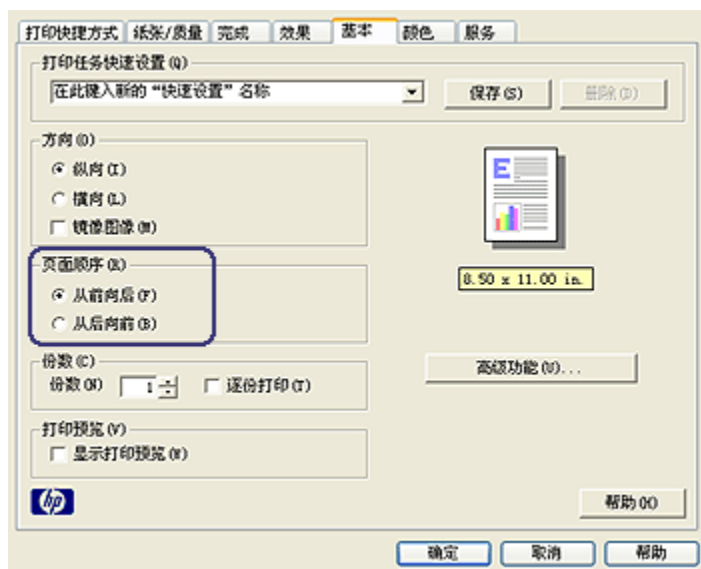 打印快捷方式 纸张/质量 完成 效果 基本 颜色 服务
打印任务快速设置(Q)
在此键入新的“快速设置”名称
保存(S) 删除(D)
方向(O)
纵向(I)
横向(L)
镜像图像(M)
E
页面顺序(R)
从前向后(F)
从后向前(B)
8.50 x 11.00 in.
份数(C)
份数(N) 1 逐份打印(T)
高级功能(V)...
打印预览(V)
显示打印预览(W)
hp
帮助(K)
确定 取消 帮助